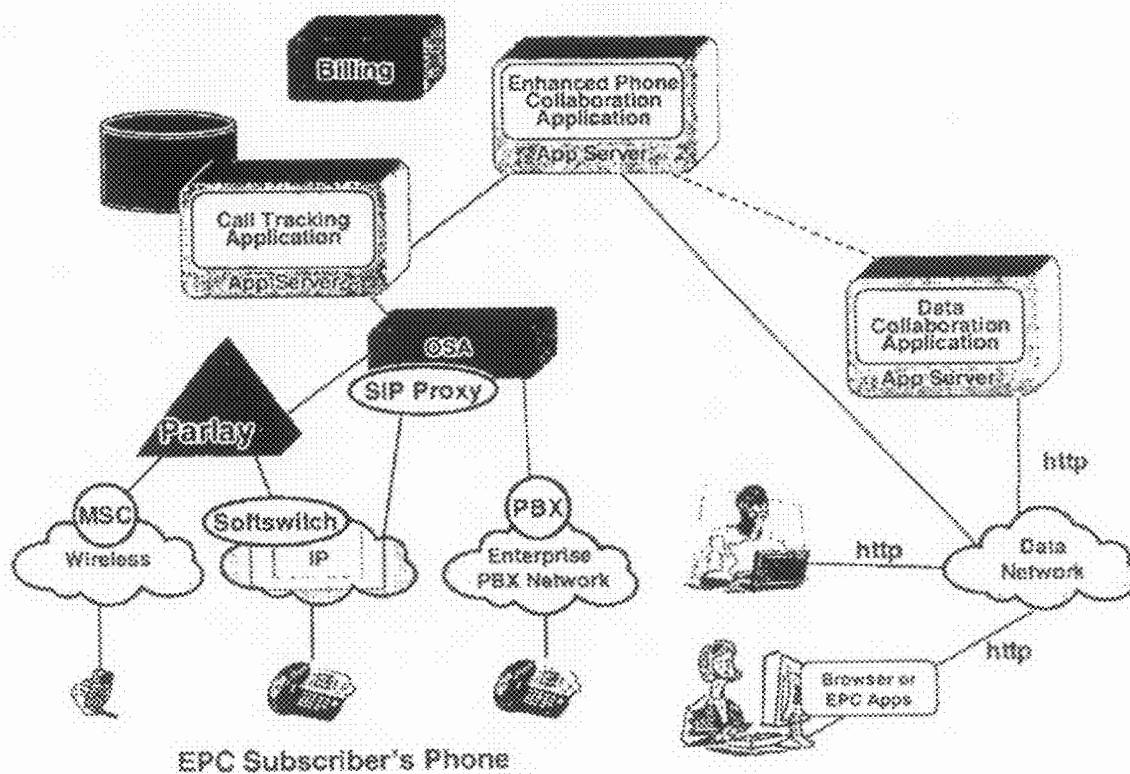 Billing
Enhanced Phone
Collaboration
Application
App Server
Call Tracking
Application
App Server
Data
Collaboration
Application
App Server
OSA
SIP Proxy
Parlay
http
MSC
Wireless
Softswitch
IP
PBX
Enterprise
PBX Network
http
Data
Network
http
Browser or
EPC Apps
EPC Subscriber's Phone